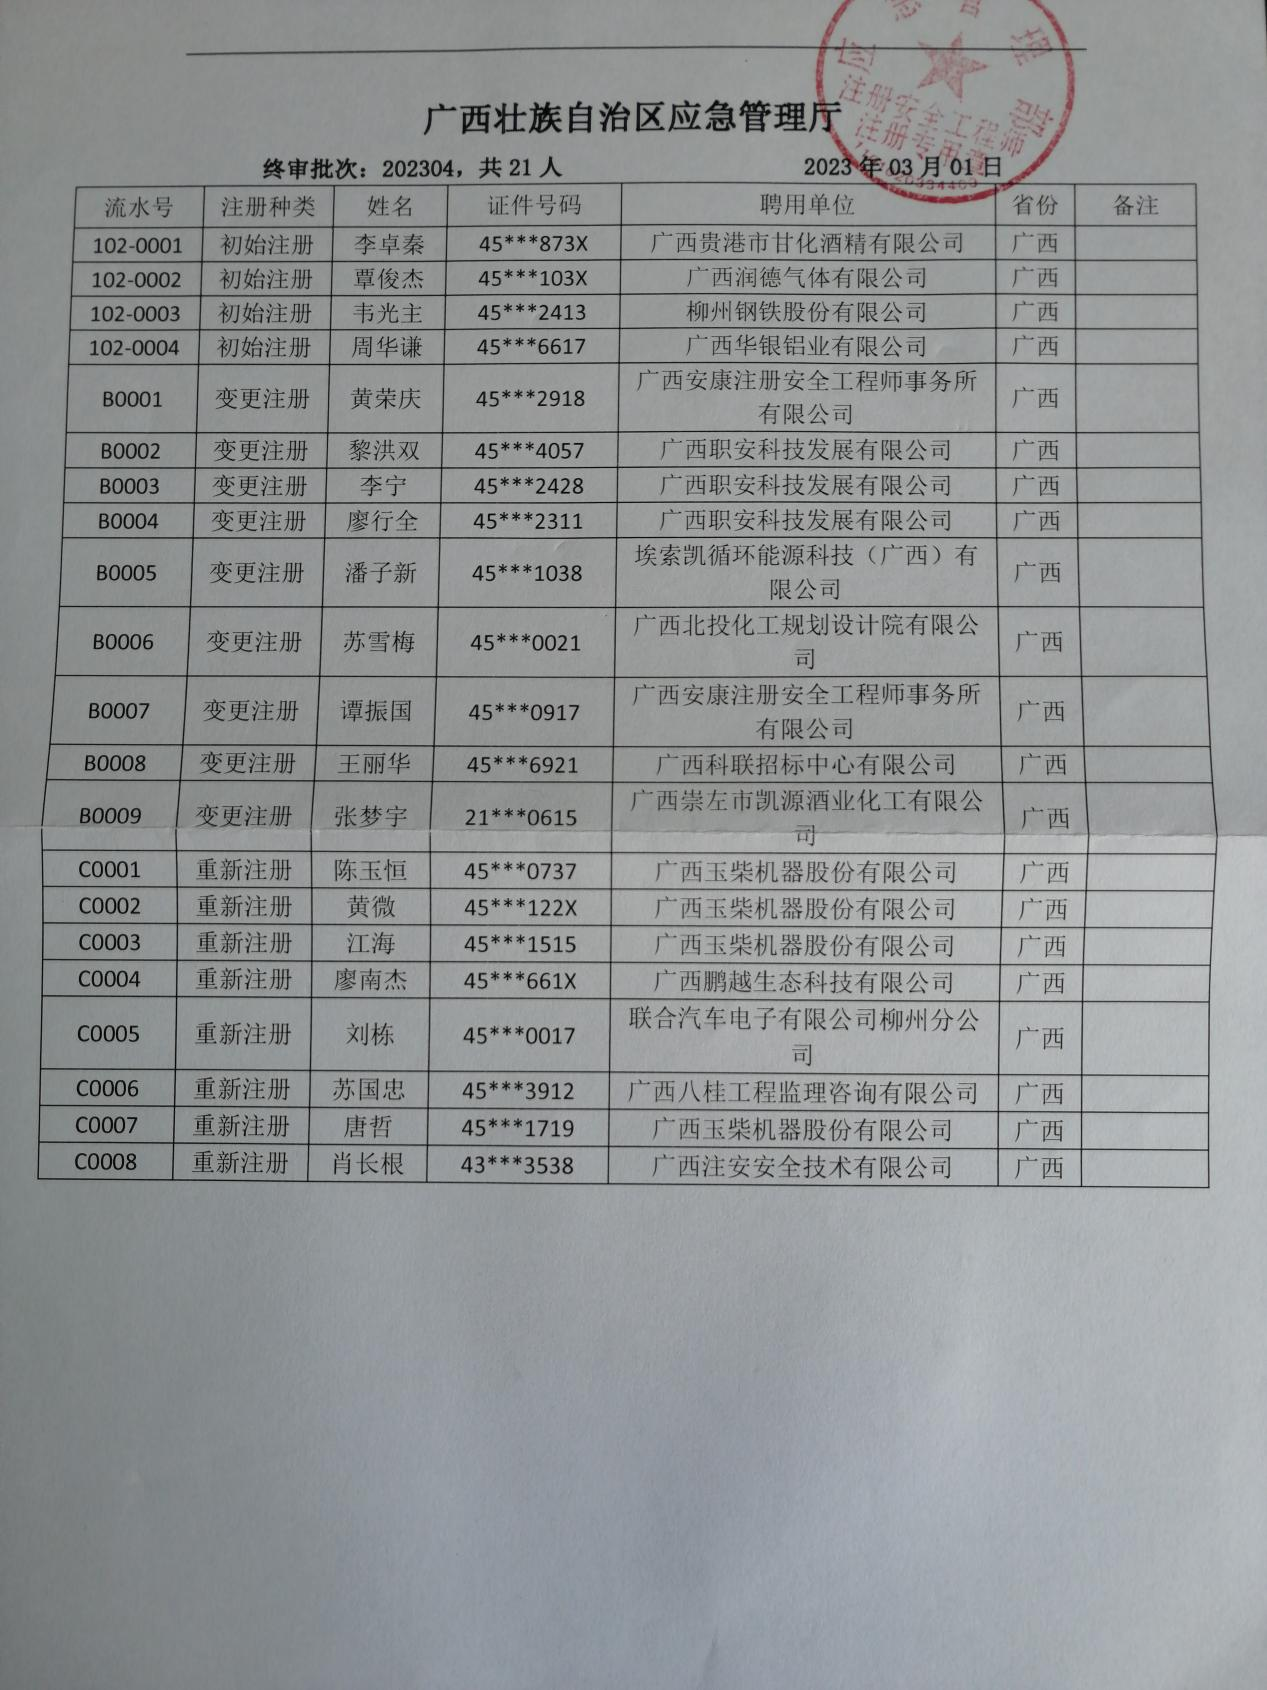 应急管理部
注册安全工程师
注册专用章
广西壮族自治区应急管理厅
终审批次：202304，共 21 人 2023 年 03 月 01 日
流水号 注册种类 姓名 证件号码 聘用单位 省份 备注
102-0001 初始注册 李卓秦 45***873X 广西贵港市甘化酒精有限公司 广西
102-0002 初始注册 覃俊杰 45***103X 广西润德气体有限公司 广西
102-0003 初始注册 韦光主 45***2413 柳州钢铁股份有限公司 广西
102-0004 初始注册 周华谦 45***6617 广西华银铝业有限公司 广西
B0001 变更注册 黄荣庆 45***2918 广西安康注册安全工程师事务所
有限公司 广西
B0002 变更注册 黎洪双 45***4057 广西职安科技发展有限公司 广西
B0003 变更注册 李宁 45***2428 广西职安科技发展有限公司 广西
B0004 变更注册 廖行全 45***2311 广西职安科技发展有限公司 广西
B0005 变更注册 潘子新 45***1038 埃索凯循环能源科技（广西）有
限公司 广西
B0006 变更注册 苏雪梅 45***0021 广西北投化工规划设计院有限公
司 广西
B0007 变更注册 谭振国 45***0917 广西安康注册安全工程师事务所
有限公司 广西
B0008 变更注册 王丽华 45***6921 广西科联招标中心有限公司 广西
B0009 变更注册 张梦宇 21***0615 广西崇左市凯源酒业化工有限公
司 广西
C0001 重新注册 陈玉恒 45***0737 广西玉柴机器股份有限公司 广西
C0002 重新注册 黄微 45***122X 广西玉柴机器股份有限公司 广西
C0003 重新注册 江海 45***1515 广西玉柴机器股份有限公司 广西
C0004 重新注册 廖南杰 45***661X 广西鹏越生态科技有限公司 广西
C0005 重新注册 刘栋 45***0017 联合汽车电子有限公司柳州分公
司 广西
C0006 重新注册 苏国忠 45***3912 广西八桂工程监理咨询有限公司 广西
C0007 重新注册 唐哲 45***1719 广西玉柴机器股份有限公司 广西
C0008 重新注册 肖长根 43***3538 广西注安安全技术有限公司 广西